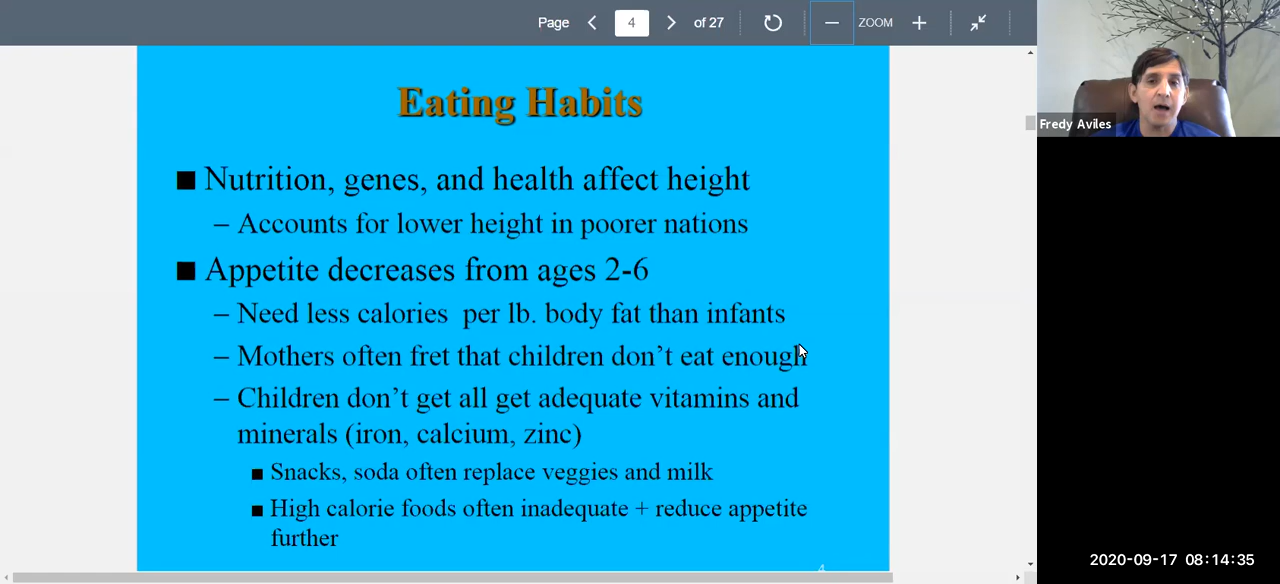 Page 4 of 27 ZOOM
Eating Habits
Nutrition, genes, and health affect height
– Accounts for lower height in poorer nations
Appetite decreases from ages 2-6
– Need less calories per lb. body fat than infants
– Mothers often fret that children don’t eat enough
– Children don’t get all get adequate vitamins and
minerals (iron, calcium, zinc)
Snacks, soda often replace veggies and milk
High calorie foods often inadequate + reduce appetite
further
4
Fredy Aviles
2020-09-17 08:14:35